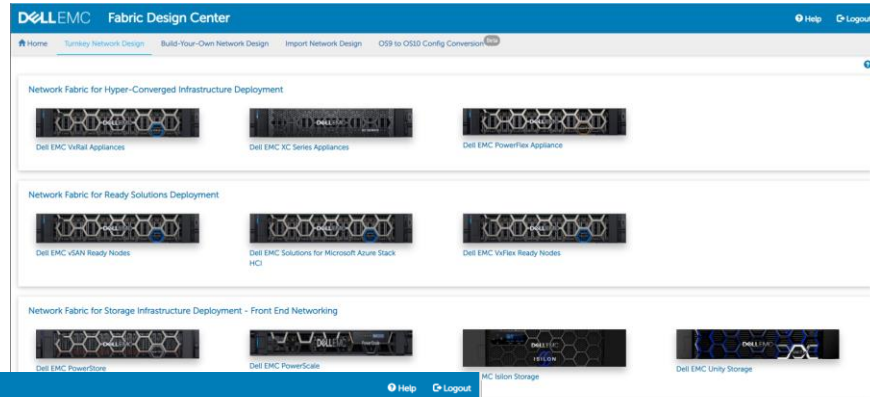 DELLEMC Fabric Design Center
Help Logout
Home Turnkey Network Design Build-Your-Own Network Design Import Network Design OS9 to OS10 Config Conversion Beta
Network Fabric for Hyper-Converged Infrastructure Deployment
Dell EMC VxRail Appliances
Dell EMC XC Series Appliances
Dell EMC PowerFlex Appliance
Network Fabric for Ready Solutions Deployment
Dell EMC vSAN Ready Nodes
Dell EMC Solutions for Microsoft Azure Stack
HCI
Dell EMC VxFlex Ready Nodes
Network Fabric for Storage Infrastructure Deployment - Front End Networking
DELLEMC
ISILON
DELLEMC
Dell EMC PowerStore
Dell EMC PowerScale
MC Isilon Storage
Dell EMC Unity Storage
Help Logout